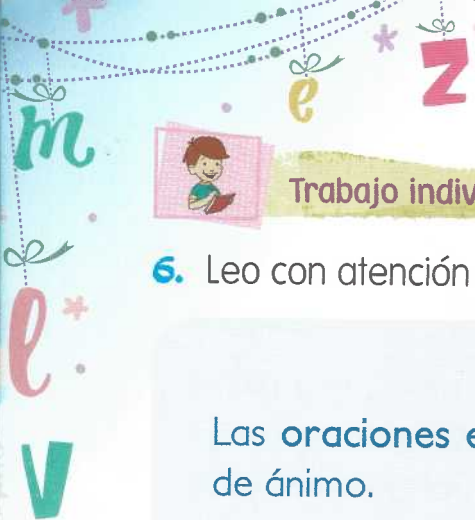 m
e
z
Trabajo indiv
6. Leo con atención
l
Las oraciones e
de ánimo.
v